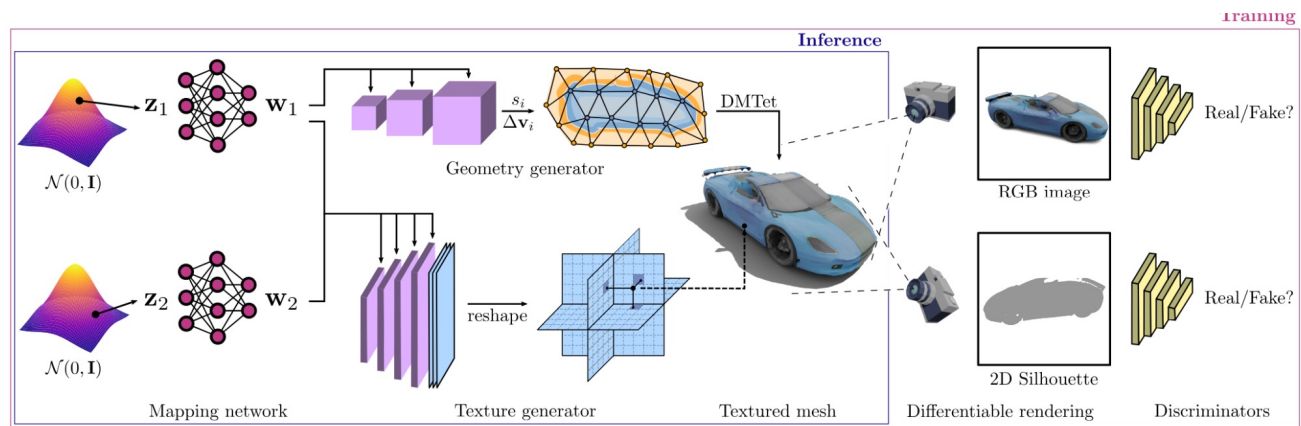 Training
Inference
z1 w1
si
Δvi
DMTet
Real/Fake?
N(0, I)
Geometry generator
RGB image
z2 w2
reshape
Real/Fake?
N(0, I)
2D Silhouette
Mapping network
Texture generator
Textured mesh
Differentiable rendering
Discriminators